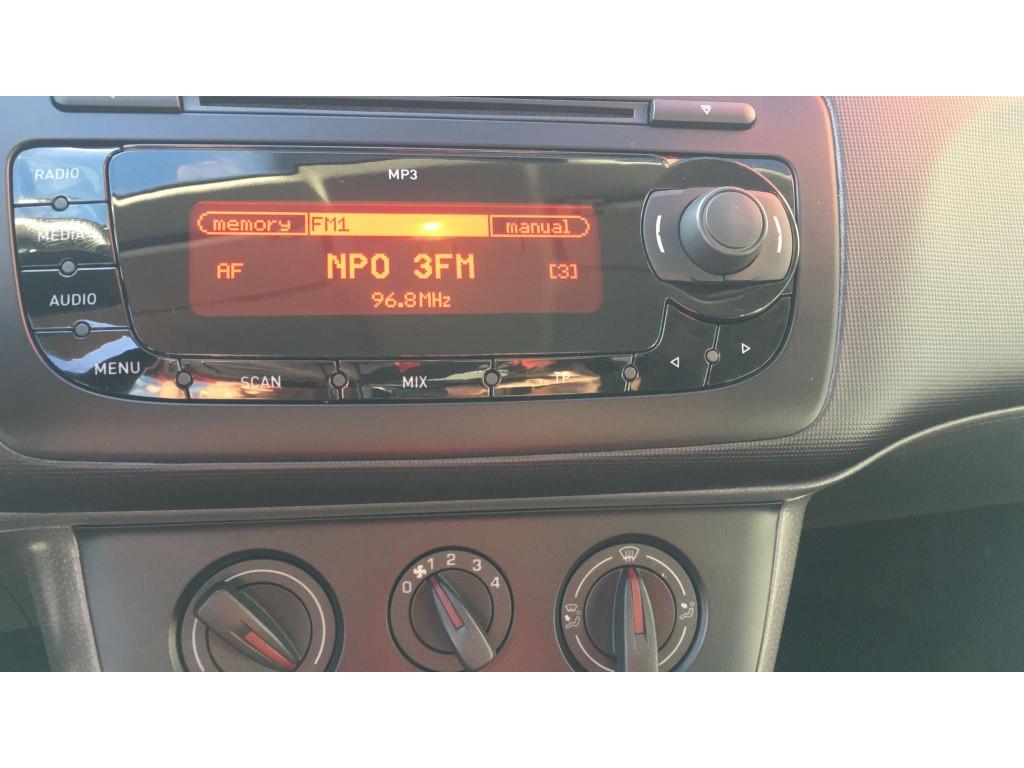 RADIO
MP3
MEDIA
memory FM1 manual
AF NPO 3FM [3]
96.8MHz
AUDIO
MENU SCAN MIX TP
0 1 2 3 4